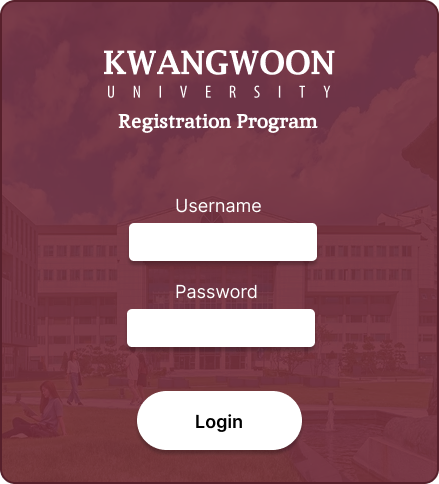 KWANGWOON
UNIVERSITY
Registration Program
Username
Password
Login